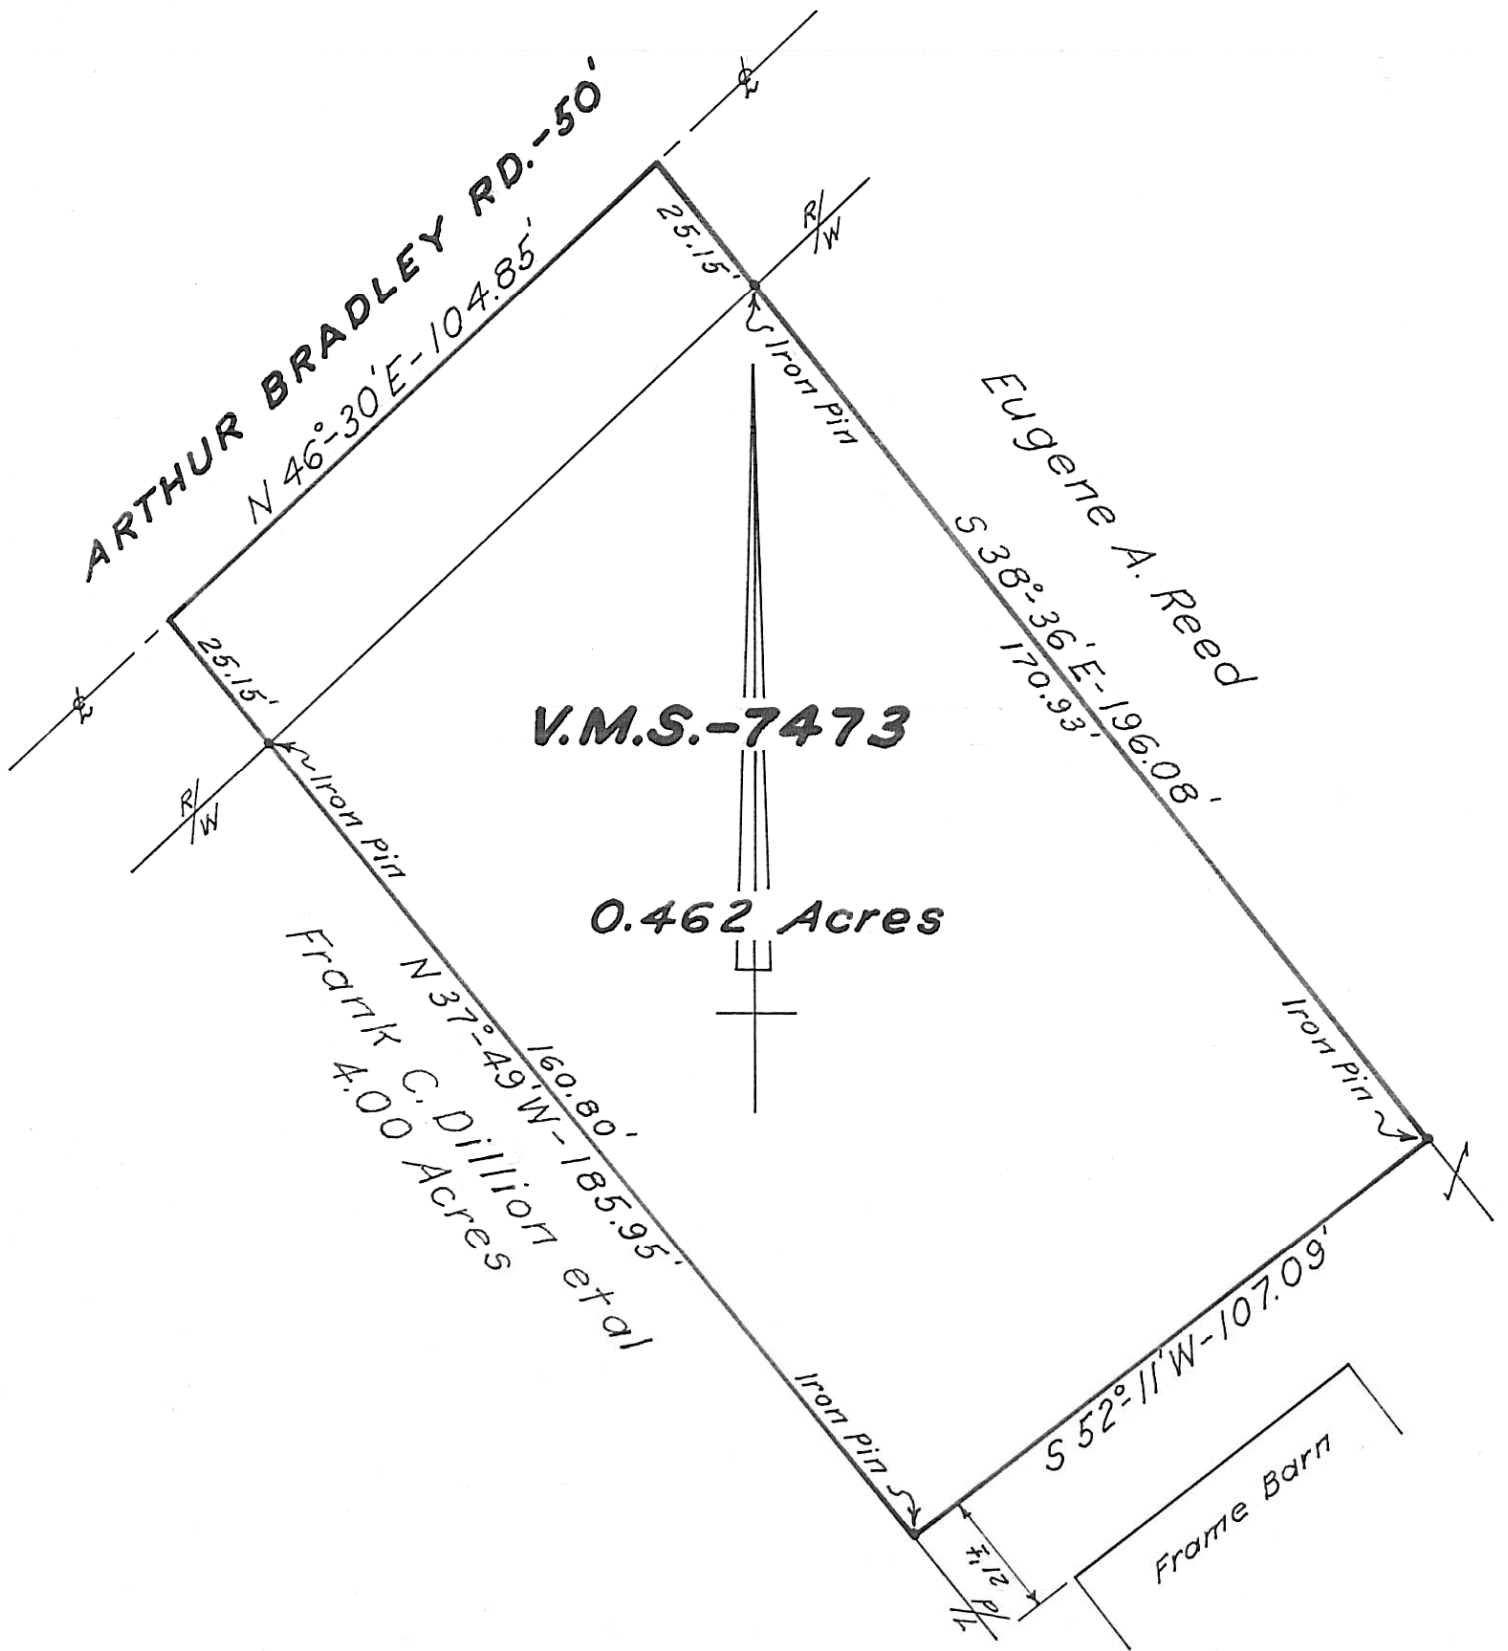 ARTHUR BRADLEY RD.-50'
N 46°-30'E-104.85'
℄
25.15'
R/W
Iron Pin
Eugene A. Reed
S 38°-36'E-196.08'
170.93'
℄
25.15'
R/W
Iron Pin
V.M.S.-7473
0.462 Acres
Frank C. Dillion etal
4.00 Acres
N 37°-49'W-185.95'
160.80'
Iron Pin
Iron Pin
S 52°-11'W-107.09'
Frame Barn
P/L